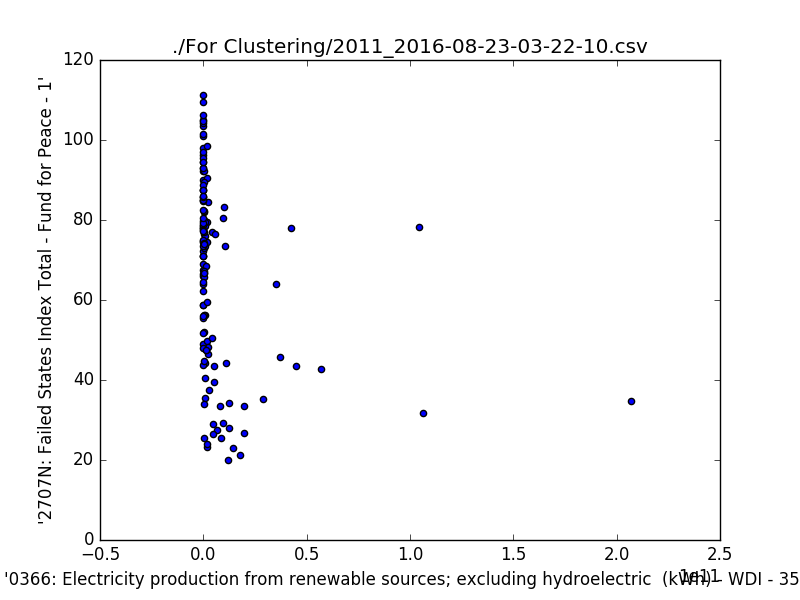 ./For Clustering/2011_2016-08-23-03-22-10.csv
120
100
80
60
40
20
0
'2707N: Failed States Index Total - Fund for Peace - 1'
−0.5 0.0 0.5 1.0 1.5 2.0 2.5
1e11
'0366: Electricity production from renewable sources; excluding hydroelectric (kWh) - WDI - 35